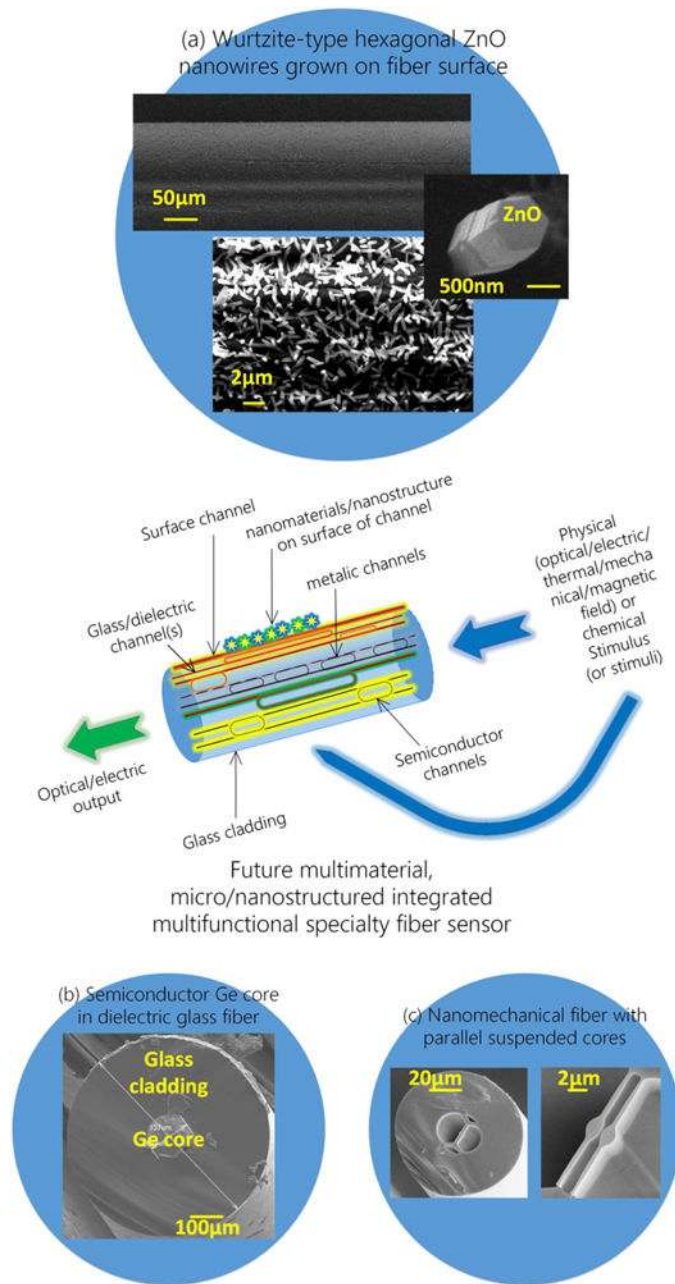 (a) Wurtzite-type hexagonal ZnO
nanowires grown on fiber surface
50μm
ZnO
500nm
2μm
Surface channel
nanomaterials/nanostructure
on surface of channel
metalic channels
Glass/dielectric
channel(s)
Physical
(optical/electric/
thermal/mecha
nical/magnetic
field) or
chemical
Stimulus
(or stimuli)
Optical/electric
output
Semiconductor
channels
Glass cladding
Future multimaterial,
micro/nanostructured integrated
multifunctional specialty fiber sensor
(b) Semiconductor Ge core
in dielectric glass fiber
Glass
cladding
Ge core
100μm
(c) Nanomechanical fiber with
parallel suspended cores
20μm
2μm